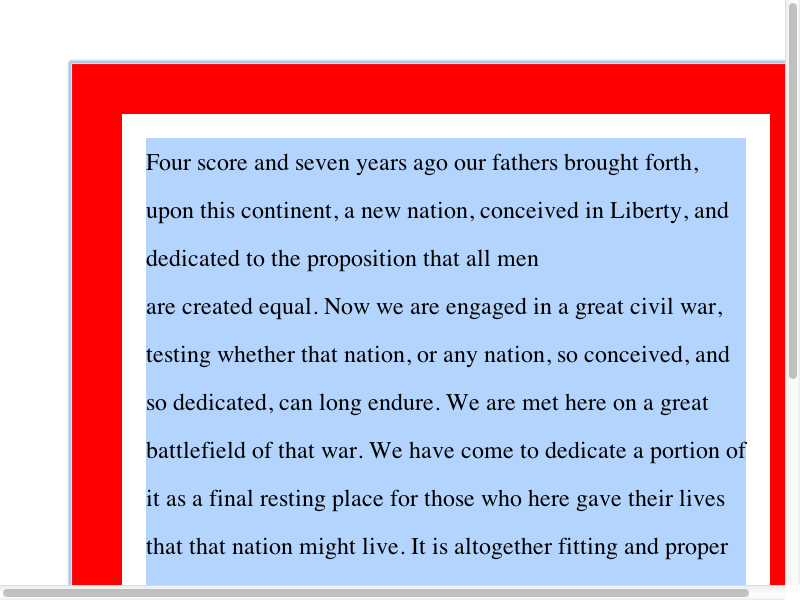 Four score and seven years ago our fathers brought forth,
upon this continent, a new nation, conceived in Liberty, and
dedicated to the proposition that all men
are created equal. Now we are engaged in a great civil war,
testing whether that nation, or any nation, so conceived, and
so dedicated, can long endure. We are met here on a great
battlefield of that war. We have come to dedicate a portion of
it as a final resting place for those who here gave their lives
that that nation might live. It is altogether fitting and proper